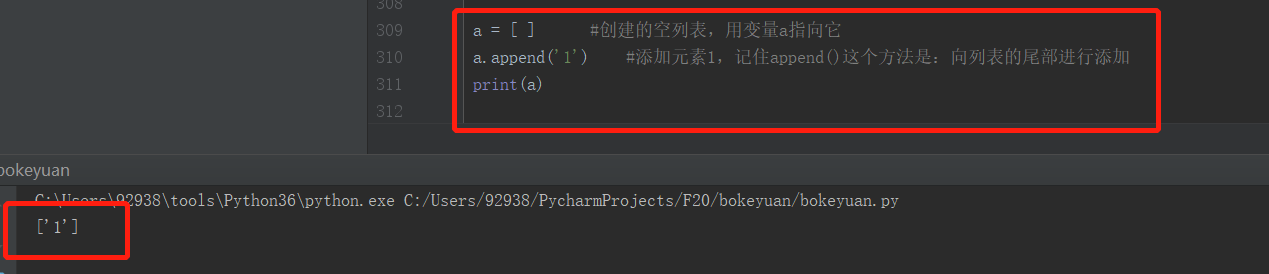 308
309 a = [ ] #创建的空列表，用变量a指向它
310 a.append('1') #添加元素1，记住append()这个方法是：向列表的尾部进行添加
311 print(a)
312
bokeyuan
C:\Users\92938\tools\Python36\python.exe C:/Users/92938/PycharmProjects/F20/bokeyuan/bokeyuan.py
['1']